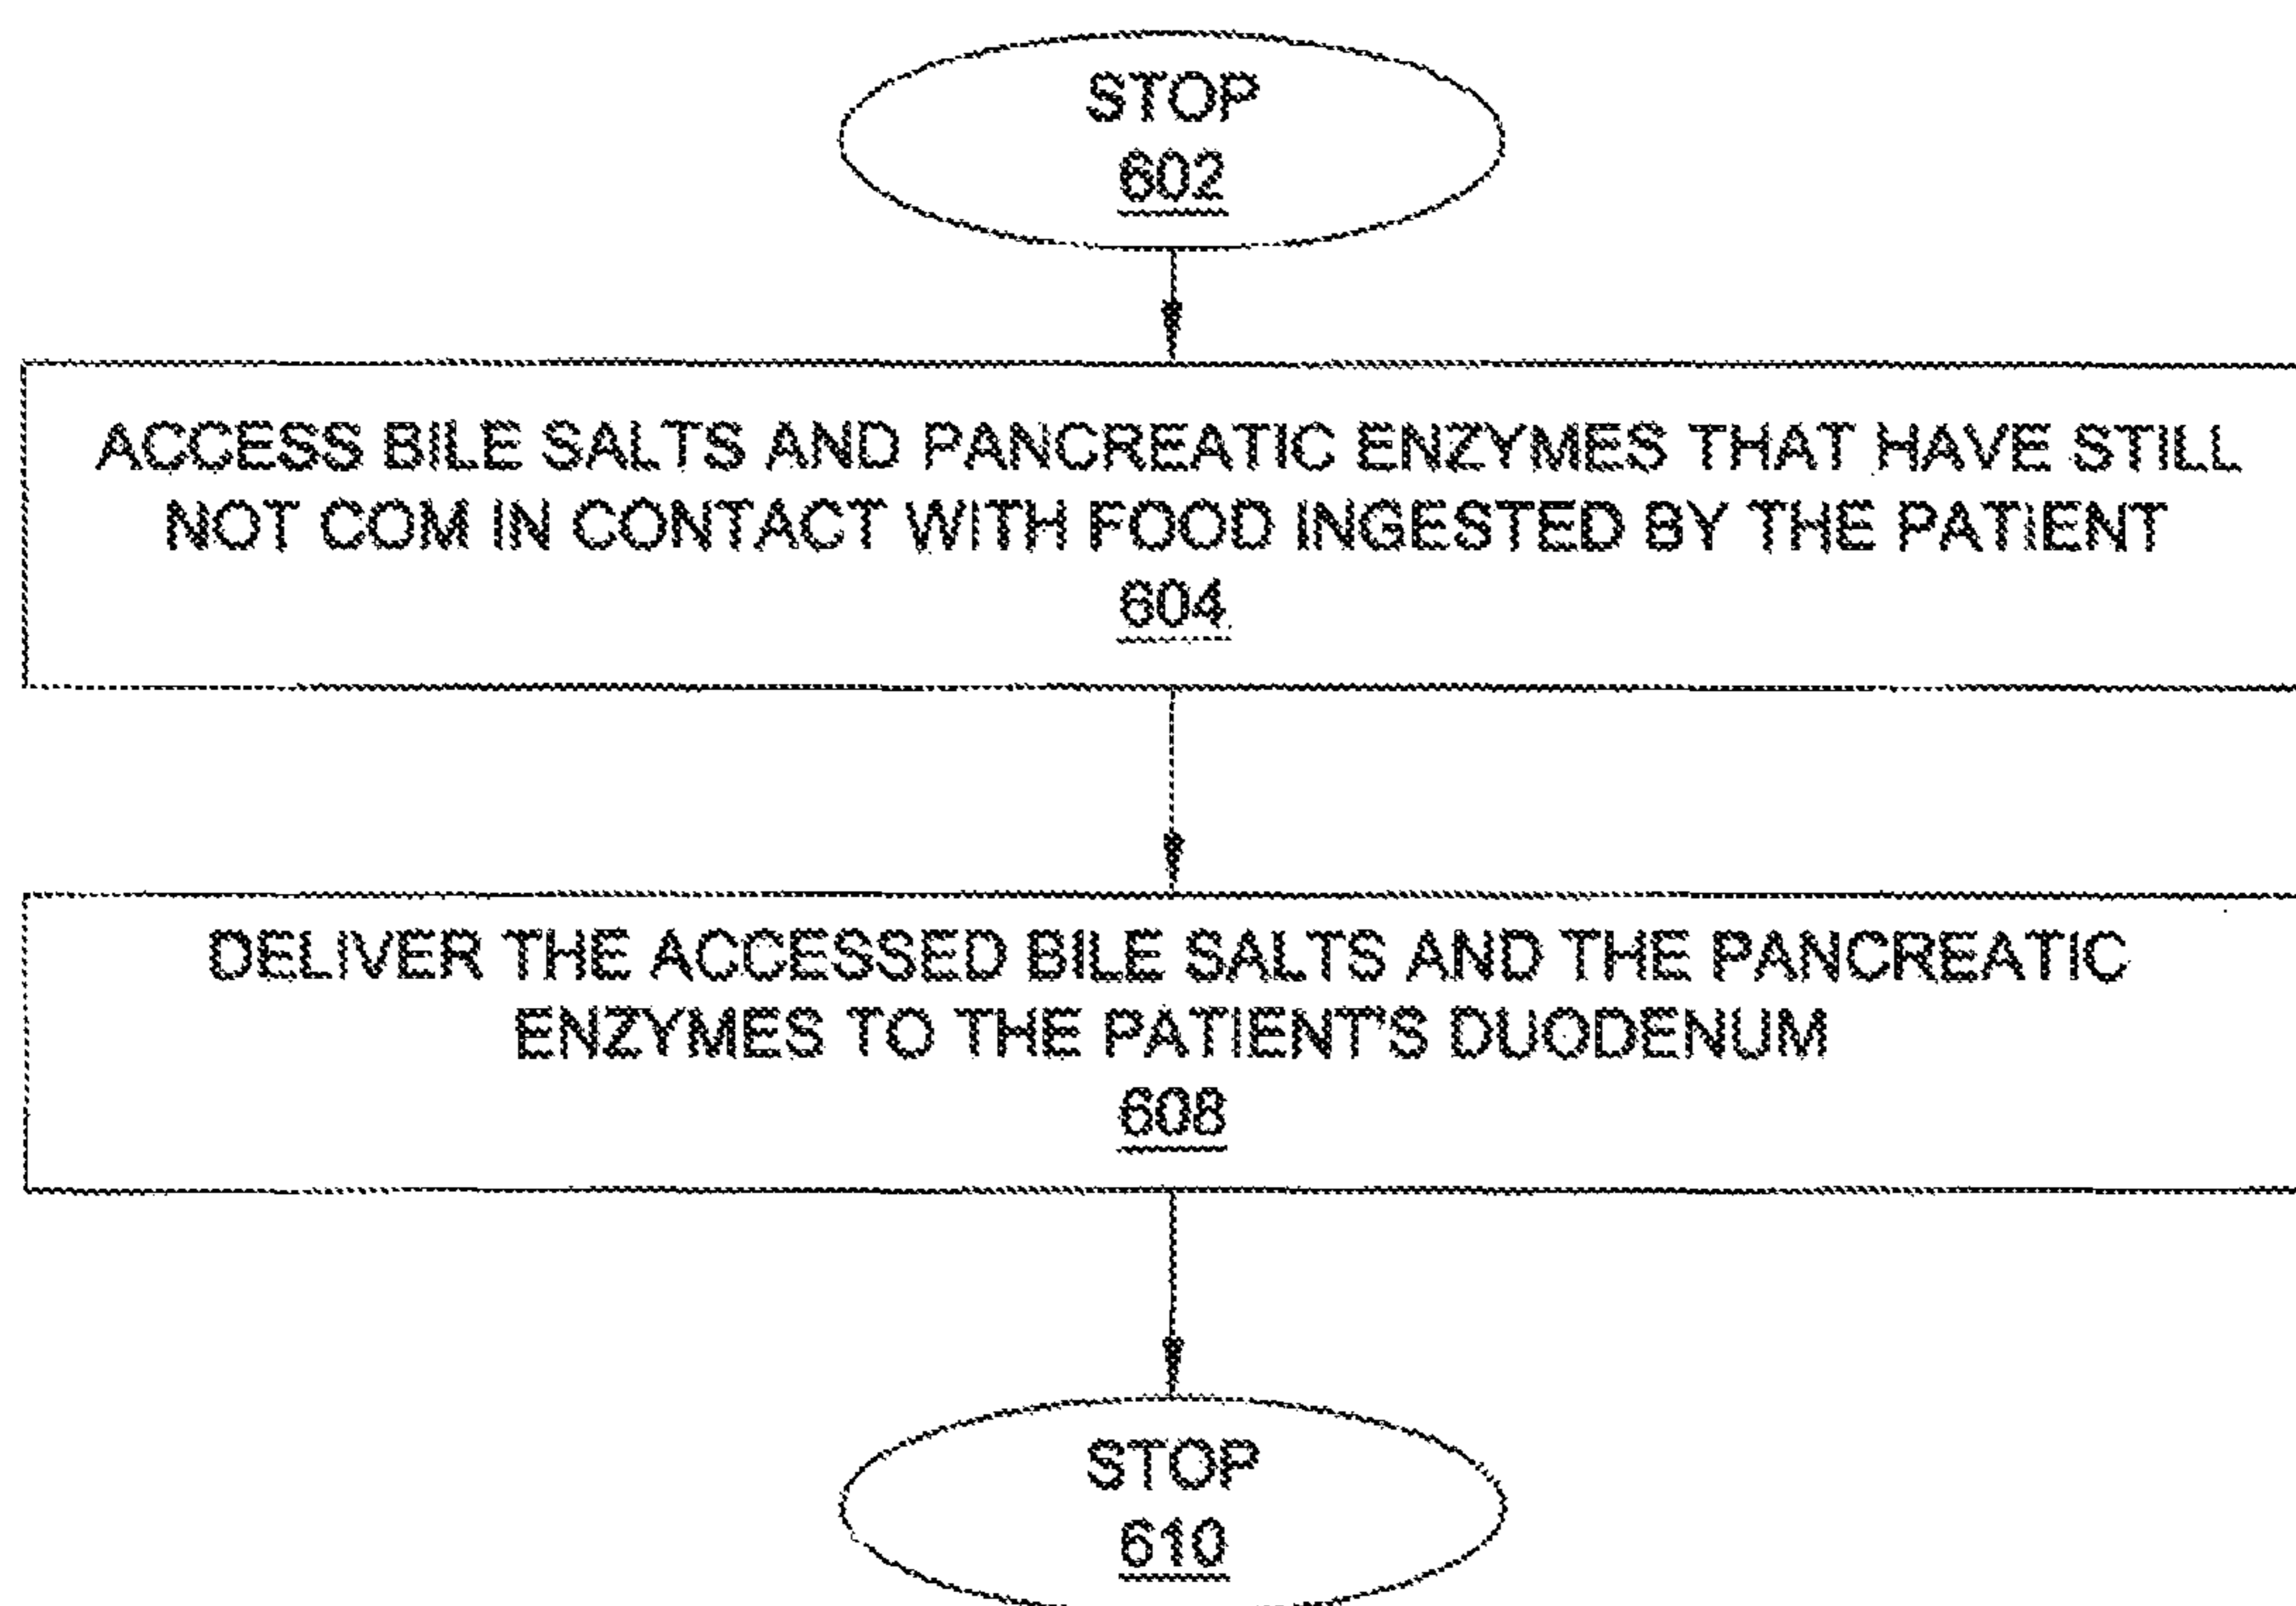 STOP
602
ACCESS BILE SALTS AND PANCREATIC ENZYMES THAT HAVE STILL
NOT COM IN CONTACT WITH FOOD INGESTED BY THE PATIENT
604
DELIVER THE ACCESSED BILE SALTS AND THE PANCREATIC
ENZYMES TO THE PATIENT'S DUODENUM
608
STOP
610